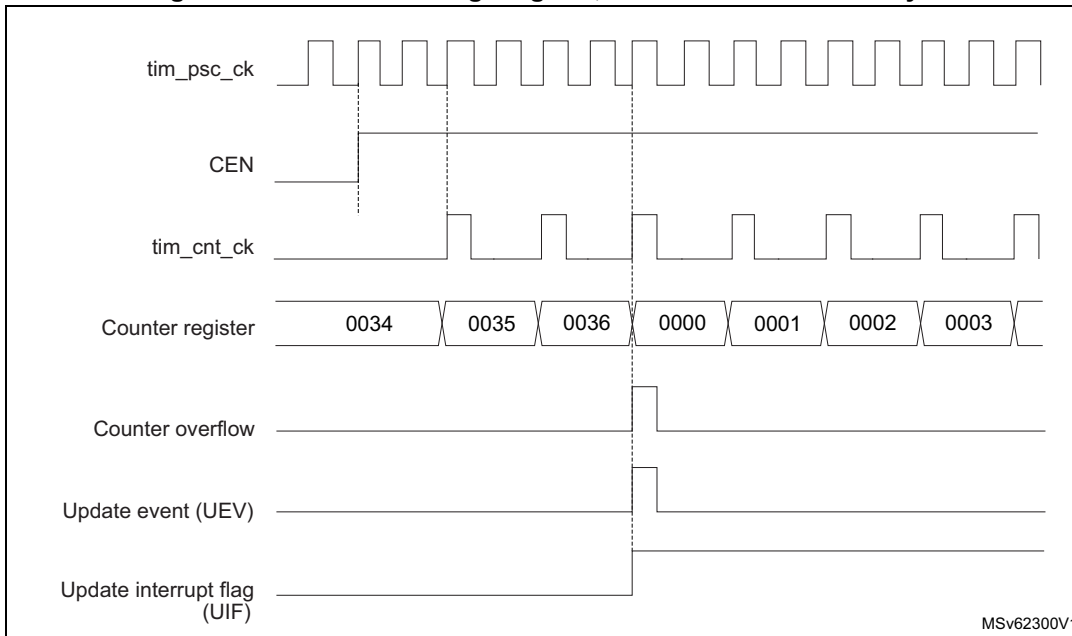 tim_psc_ck
CEN
tim_cnt_ck
Counter register 0034 0035 0036 0000 0001 0002 0003
Counter overflow
Update event (UEV)
Update interrupt flag
(UIF)
MSv62300V1